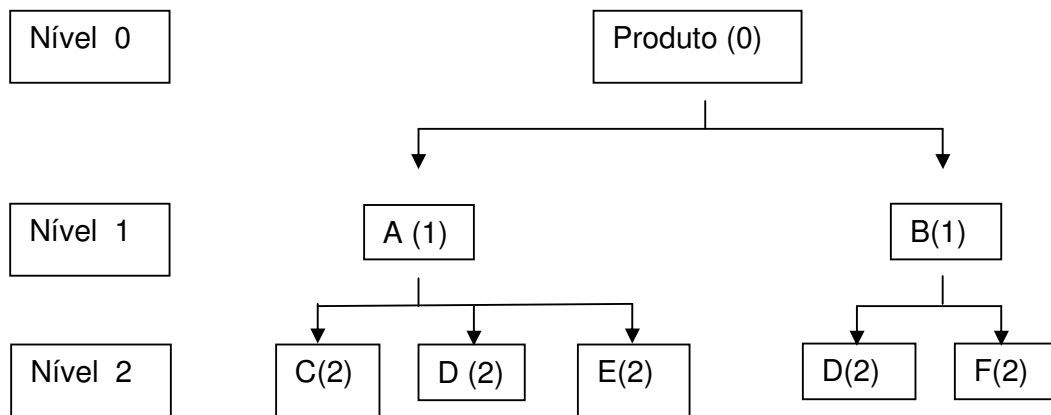 Nível 0
Produto (0)
Nível 1
A (1)
B(1)
Nível 2
C(2)
D (2)
E(2)
D(2)
F(2)